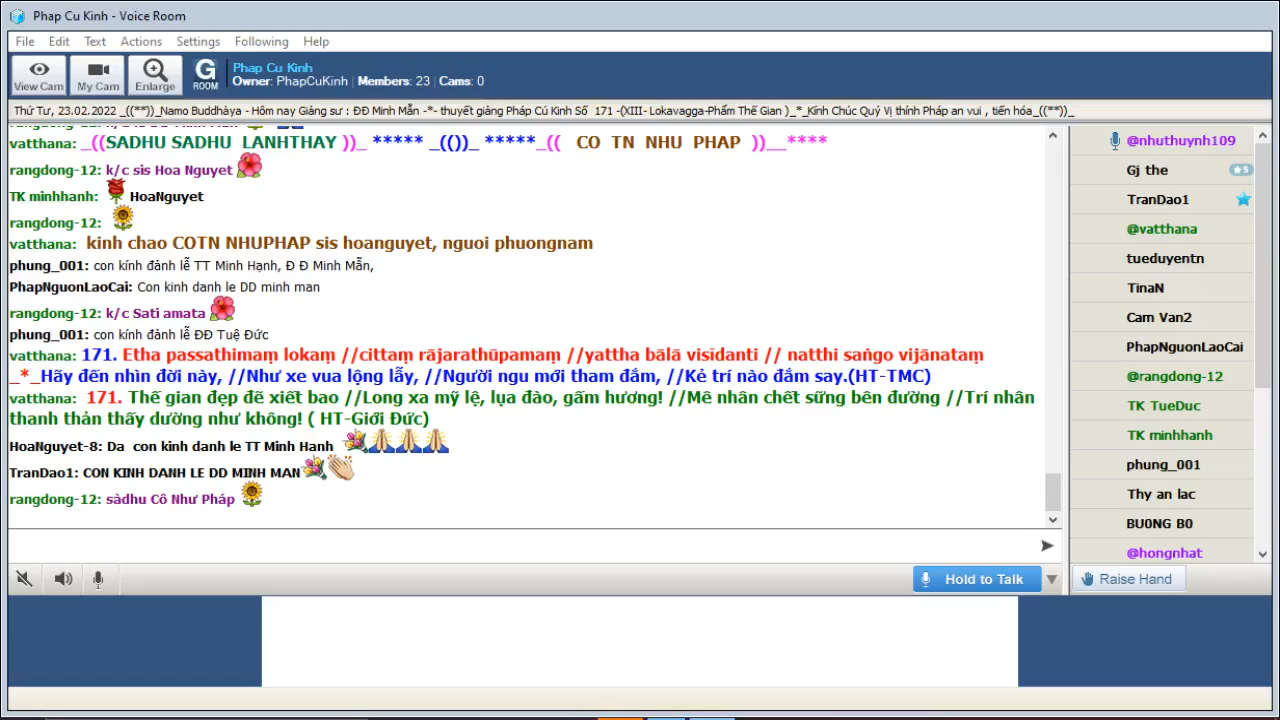 Phap Cu Kinh - Voice Room
File Edit Text Actions Settings Following Help
View Cam My Cam Enlarge G ROOM Phap Cu Kinh
Owner: PhapCuKinh | Members: 23 | Cams: 0
Thứ Tư, 23.02.2022 _((**))_Namo Buddhàya - Hôm nay Giảng sư : ĐĐ Minh Mẫn -*- thuyết giảng Pháp Cú Kinh Số 171 -(XIII- Lokavagga-Phẩm Thế Gian )_*_Kính Chúc Quý Vị thính Pháp an vui , tiến hóa_((**))_
vatthana: _((SADHU SADHU LANHTHAY ))_ ***** _(())_ *****_(( CO TN NHU PHAP ))__****
rangdong-12: k/c sis Hoa Nguyet
TK minhhanh: HoaNguyet
rangdong-12:
vatthana: kinh chao COTN NHUPHAP sis hoanguyet, nguoi phuongnam
phung_001: con kính đảnh lễ TT Minh Hạnh, Đ Đ Minh Mẫn,
PhapNguonLaoCai: Con kinh danh le DD minh man
rangdong-12: k/c Sati amata
phung_001: con kính đảnh lễ ĐĐ Tuệ Đức
vatthana: 171. Etha passathimaṃ lokaṃ //cittaṃ rājarathūpamaṃ //yattha bālā visīdanti // natthi saṅgo vijānataṃ
_*_Hãy đến nhìn đời này, //Như xe vua lộng lẫy, //Người ngu mới tham đắm, //Kẻ trí nào đắm say.(HT-TMC)
vatthana: 171. Thế gian đẹp đẽ xiết bao //Long xa mỹ lệ, lụa đào, gấm hương! //Mê nhân chết sững bên đường //Trí nhân
thanh thản thấy dường như không! ( HT-Giới Đức)
HoaNguyet-8: Da con kinh danh le TT Minh Hanh
TranDao1: CON KINH DANH LE DD MINH MAN
rangdong-12: sàdhu Cô Như Pháp
Hold to Talk
@nhuthuynh109
Gj the
TranDao1
@vatthana
tueduyentn
TinaN
Cam Van2
PhapNguonLaoCai
@rangdong-12
TK TueDuc
TK minhhanh
phung_001
Thy an lac
BU0NG B0
@hongnhat
Raise Hand